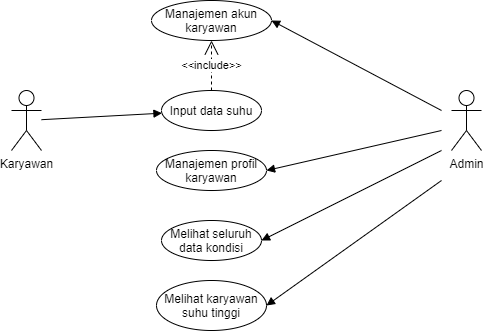 Manajemen akun
karyawan
<<include>>
Input data suhu
Karyawan
Manajemen profil
karyawan
Admin
Melihat seluruh
data kondisi
Melihat karyawan
suhu tinggi